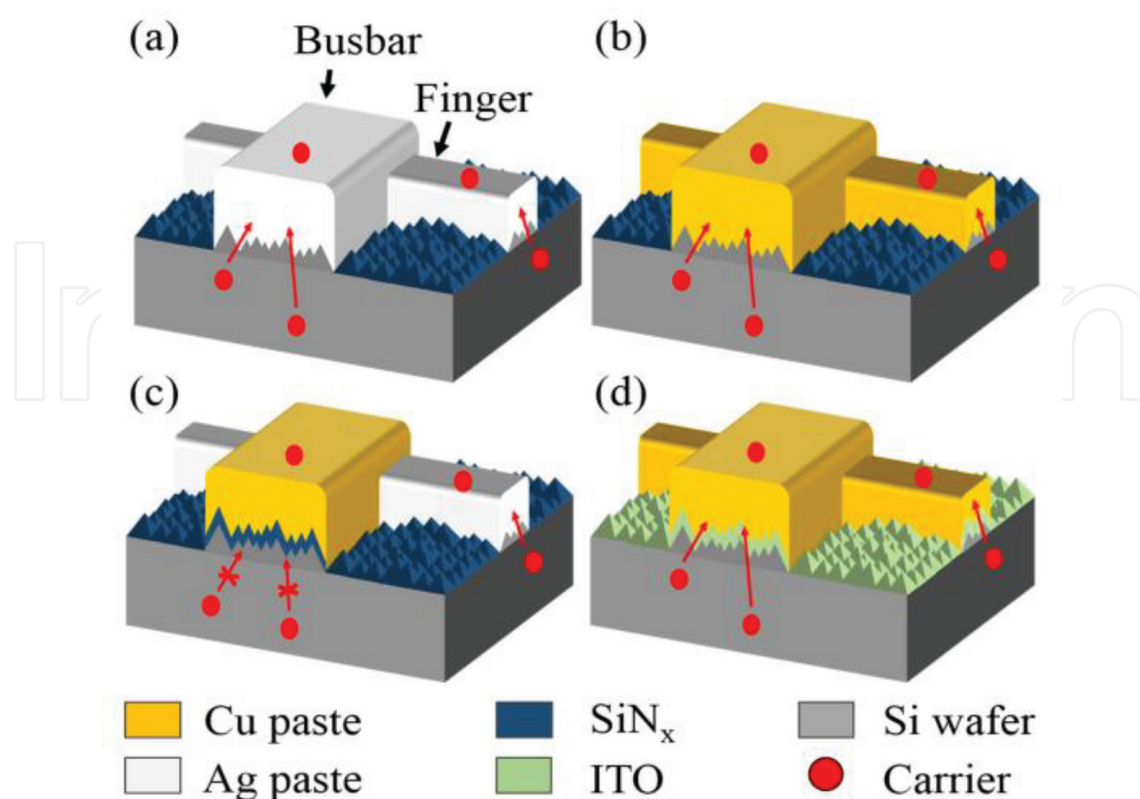 (a)
Busbar
Finger
(b)
(c)
(d)
Cu paste
SiNₓ
Si wafer
Ag paste
ITO
Carrier